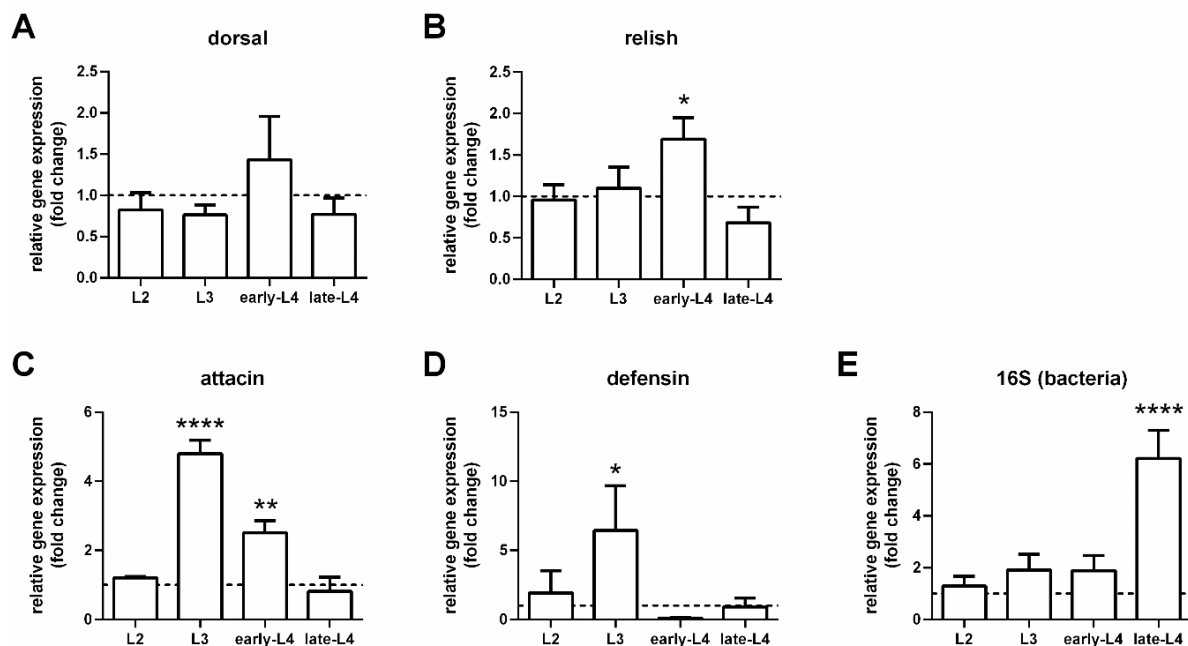 A
dorsal
relative gene expression
(fold change)
2.5
2.0
1.5
1.0
0.5
0.0
L2 L3 early-L4 late-L4
B
relish
relative gene expression
(fold change)
2.5
2.0
1.5
1.0
0.5
0.0
*
L2 L3 early-L4 late-L4
C
attacin
relative gene expression
(fold change)
6
4
2
0
****
**
L2 L3 early-L4 late-L4
D
defensin
relative gene expression
(fold change)
15
10
5
0
*
L2 L3 early-L4 late-L4
E
16S (bacteria)
relative gene expression
(fold change)
8
6
4
2
0
****
L2 L3 early-L4 late-L4